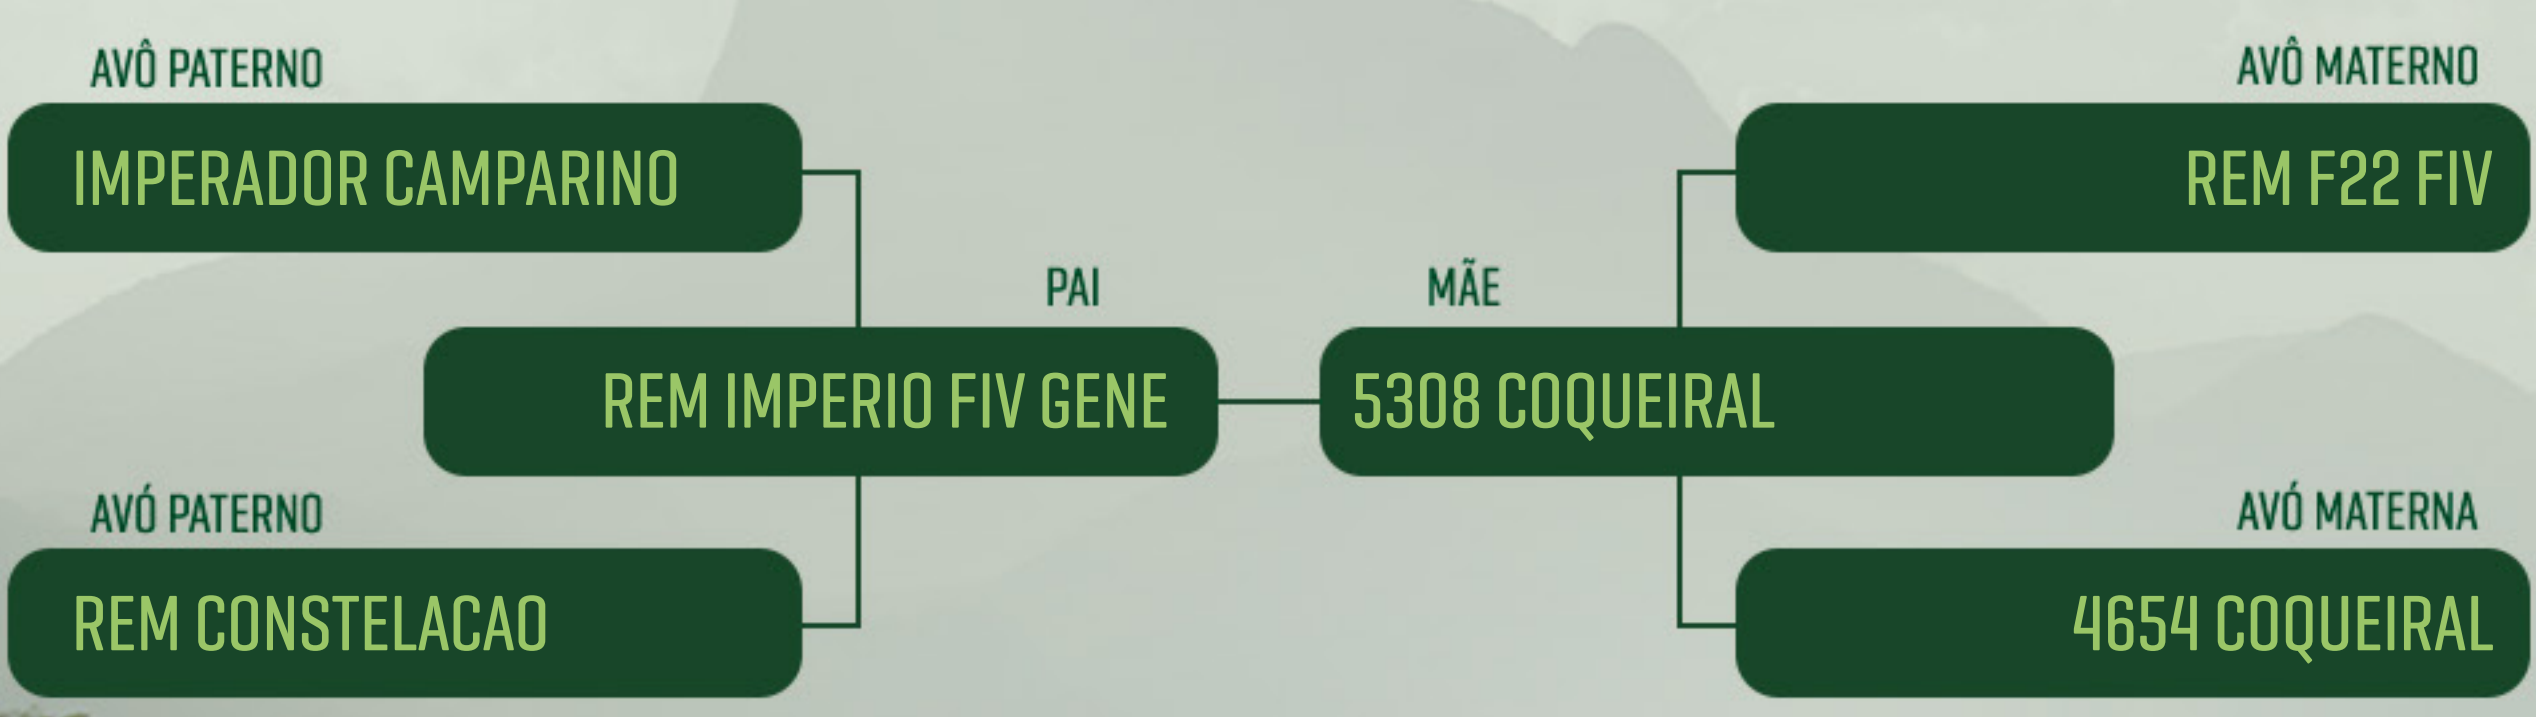 AVÔ PATERNO
IMPERADOR CAMPARINO
AVÔ MATERNO
REM F22 FIV
PAI
REM IMPERIO FIV GENE
MÃE
5308 COQUEIRAL
AVÓ PATERNO
REM CONSTELACAO
AVÓ MATERNA
4654 COQUEIRAL